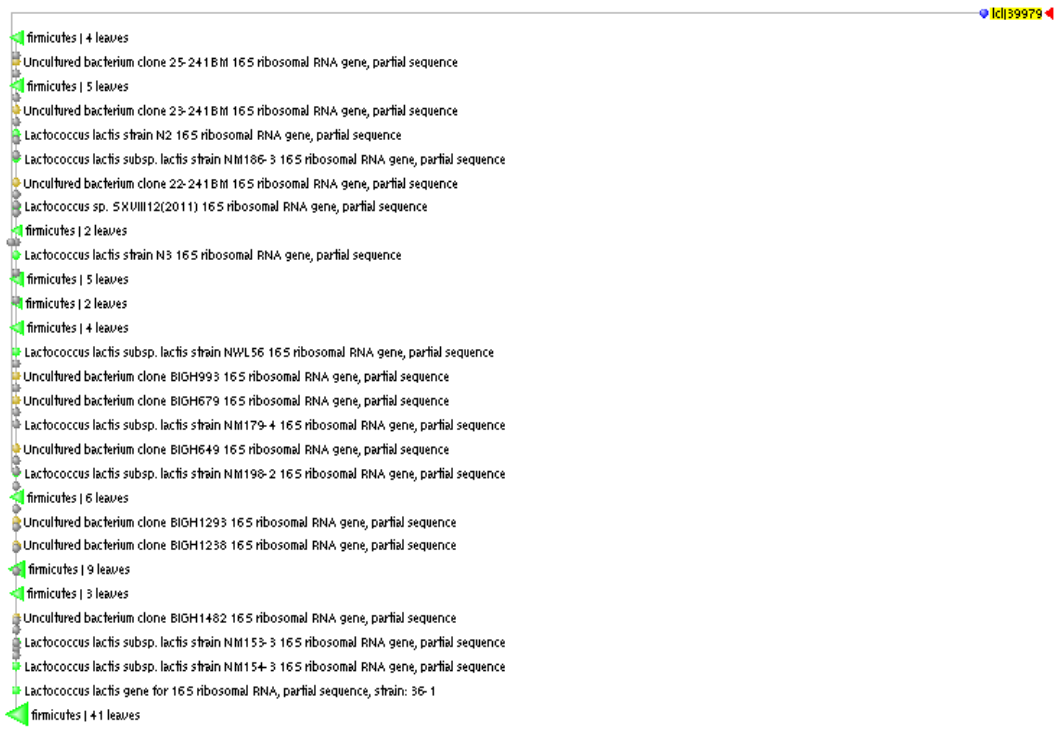 lcl|39979
firmicutes | 4 leaves
Uncultured bacterium clone 25-241BM 16S ribosomal RNA gene, partial sequence
firmicutes | 5 leaves
Uncultured bacterium clone 23-241BM 16S ribosomal RNA gene, partial sequence
Lactococcus lactis strain N2 16S ribosomal RNA gene, partial sequence
Lactococcus lactis subsp. lactis strain NM186-3 16S ribosomal RNA gene, partial sequence
Uncultured bacterium clone 22-241BM 16S ribosomal RNA gene, partial sequence
Lactococcus sp. SXVIII12(2011) 16S ribosomal RNA gene, partial sequence
firmicutes | 2 leaves
Lactococcus lactis strain N3 16S ribosomal RNA gene, partial sequence
firmicutes | 5 leaves
firmicutes | 2 leaves
firmicutes | 4 leaves
Lactococcus lactis subsp. lactis strain NWL56 16S ribosomal RNA gene, partial sequence
Uncultured bacterium clone BIGH993 16S ribosomal RNA gene, partial sequence
Uncultured bacterium clone BIGH679 16S ribosomal RNA gene, partial sequence
Lactococcus lactis subsp. lactis strain NM179-4 16S ribosomal RNA gene, partial sequence
Uncultured bacterium clone BIGH649 16S ribosomal RNA gene, partial sequence
Lactococcus lactis subsp. lactis strain NM198-2 16S ribosomal RNA gene, partial sequence
firmicutes | 6 leaves
Uncultured bacterium clone BIGH1293 16S ribosomal RNA gene, partial sequence
Uncultured bacterium clone BIGH1238 16S ribosomal RNA gene, partial sequence
firmicutes | 9 leaves
firmicutes | 3 leaves
Uncultured bacterium clone BIGH1482 16S ribosomal RNA gene, partial sequence
Lactococcus lactis subsp. lactis strain NM153-3 16S ribosomal RNA gene, partial sequence
Lactococcus lactis subsp. lactis strain NM154-3 16S ribosomal RNA gene, partial sequence
Lactococcus lactis gene for 16S ribosomal RNA, partial sequence, strain: 36-1
firmicutes | 41 leaves